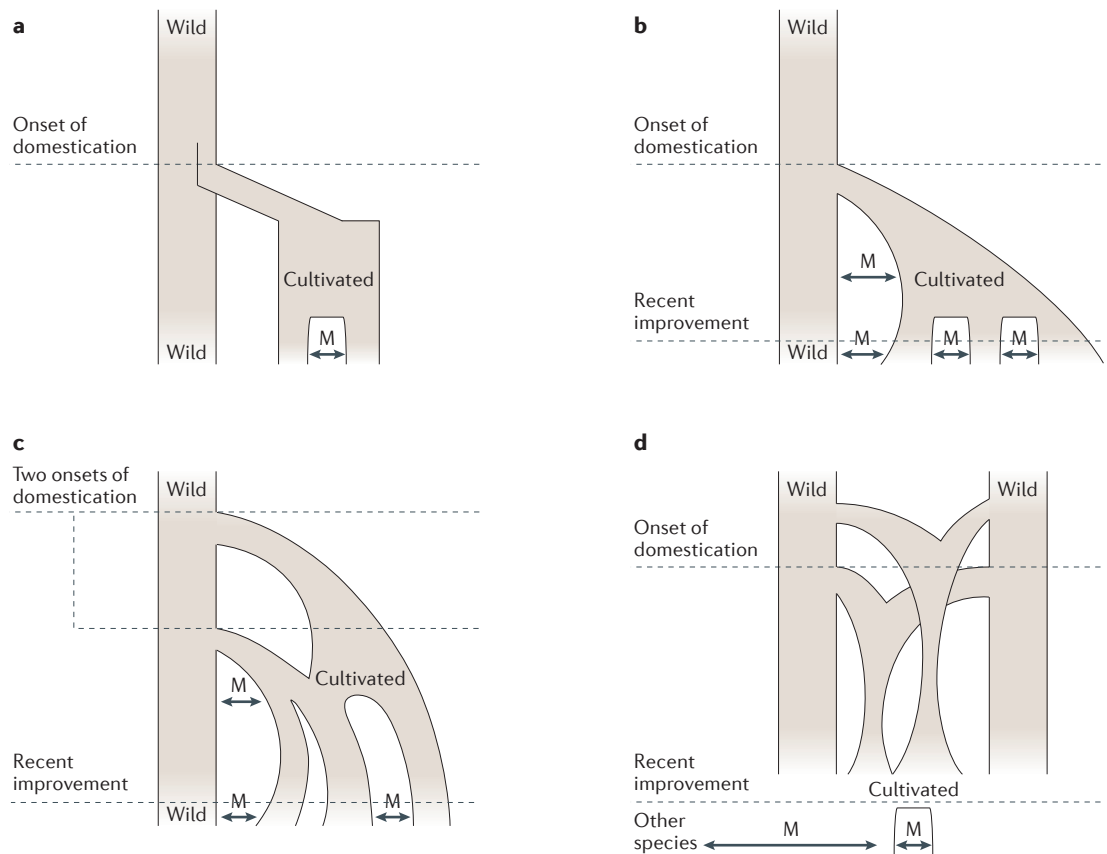 a
Wild
Onset of
domestication
Cultivated
M
Wild
b
Wild
Onset of
domestication
M
Cultivated
Recent
improvement
Wild
M
M
M
c
Two onsets of
domestication
Wild
Cultivated
M
Recent
improvement
Wild
M
M
d
Wild
Wild
Onset of
domestication
Recent
improvement
Cultivated
Other
species
M
M